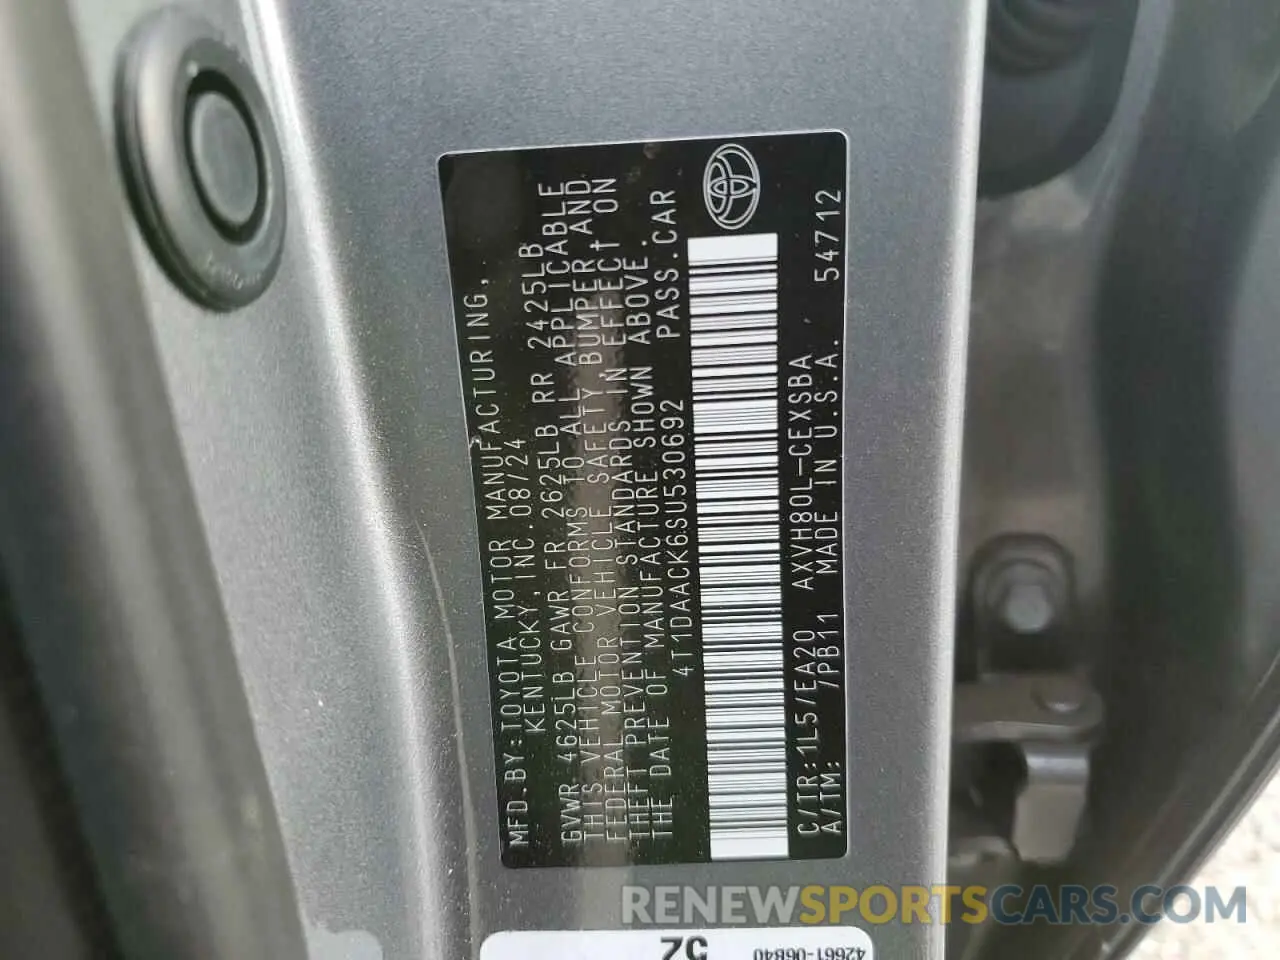 MFD.BY:TOYOTA MOTOR MANUFACTURING,
KENTUCKY, INC. 08/24
GVWR 4625LB GAWR FR 2625LB RR 2425LB
THIS VEHICLE CONFORMS TO ALL APPLICABLE
FEDERAL MOTOR VEHICLE SAFETY, BUMPER, AND
THEFT PREVENTION STANDARDS IN EFFECT ON
THE DATE OF MANUFACTURE SHOWN ABOVE.
4T1DAACK6SU530692 PASS.CAR
C/TR:1L5/EA20 AXVH80L-CEXSBA
A/TM: /PB11 MADE IN U.S.A. 54712
52
42661-06B40
RENEWSPORTSCARS.COM